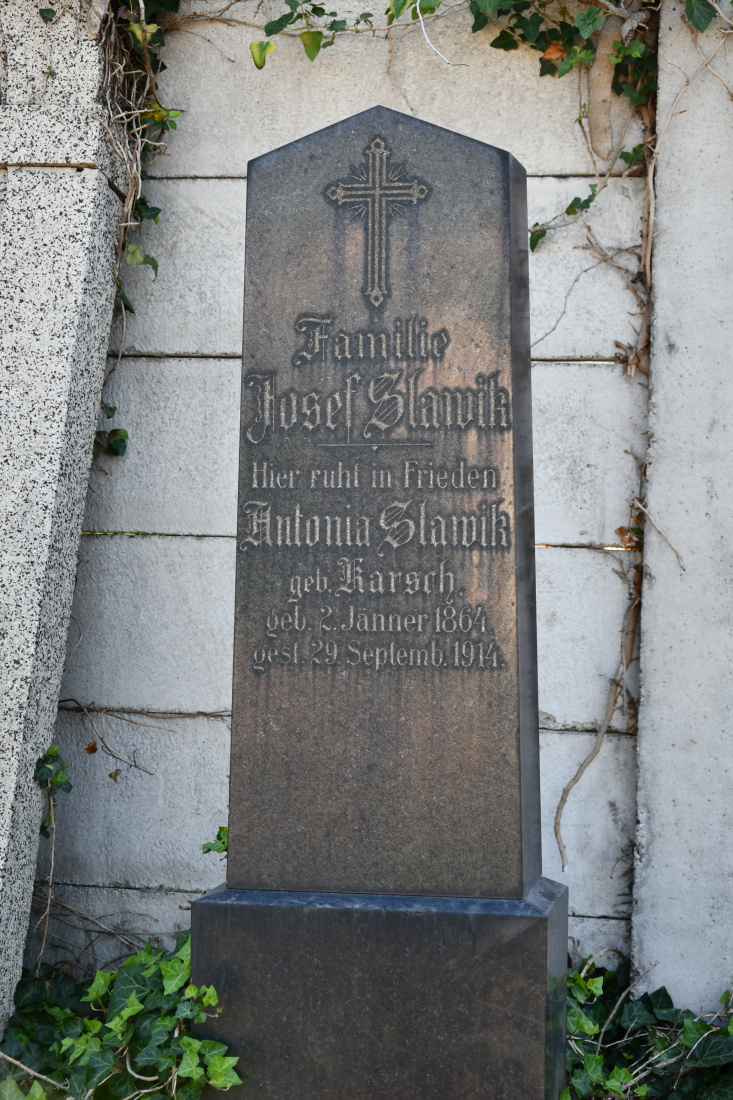 Familie
Josef Slawik
Hier ruht in Frieden
Antonia Slawik
geb. Karsch.
geb. 2. Jänner 1864.
gest. 29. Septemb. 1914.